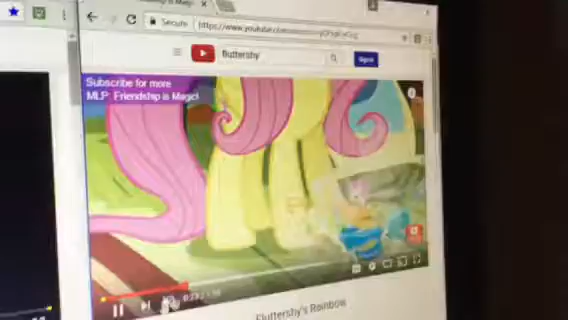 Secure
https://www.youtube.com
fluttershy
Sign in
Subscribe for more
MLP: Friendship is Magic!
Fluttershy's Rainbow